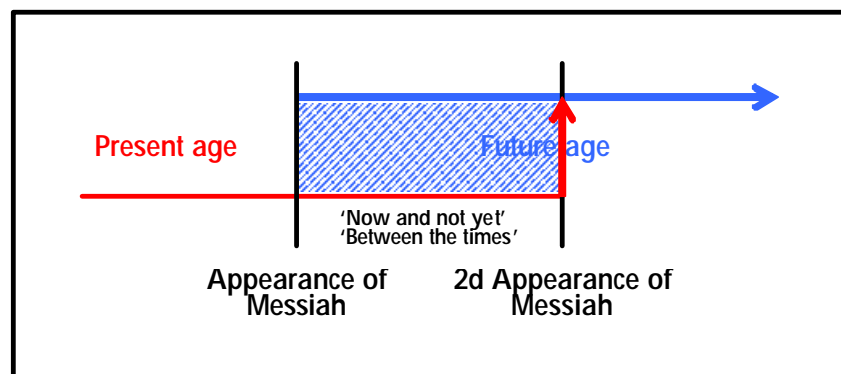 Present age
Future age
‘Now and not yet’
‘Between the times’
Appearance of
Messiah
2d Appearance of
Messiah